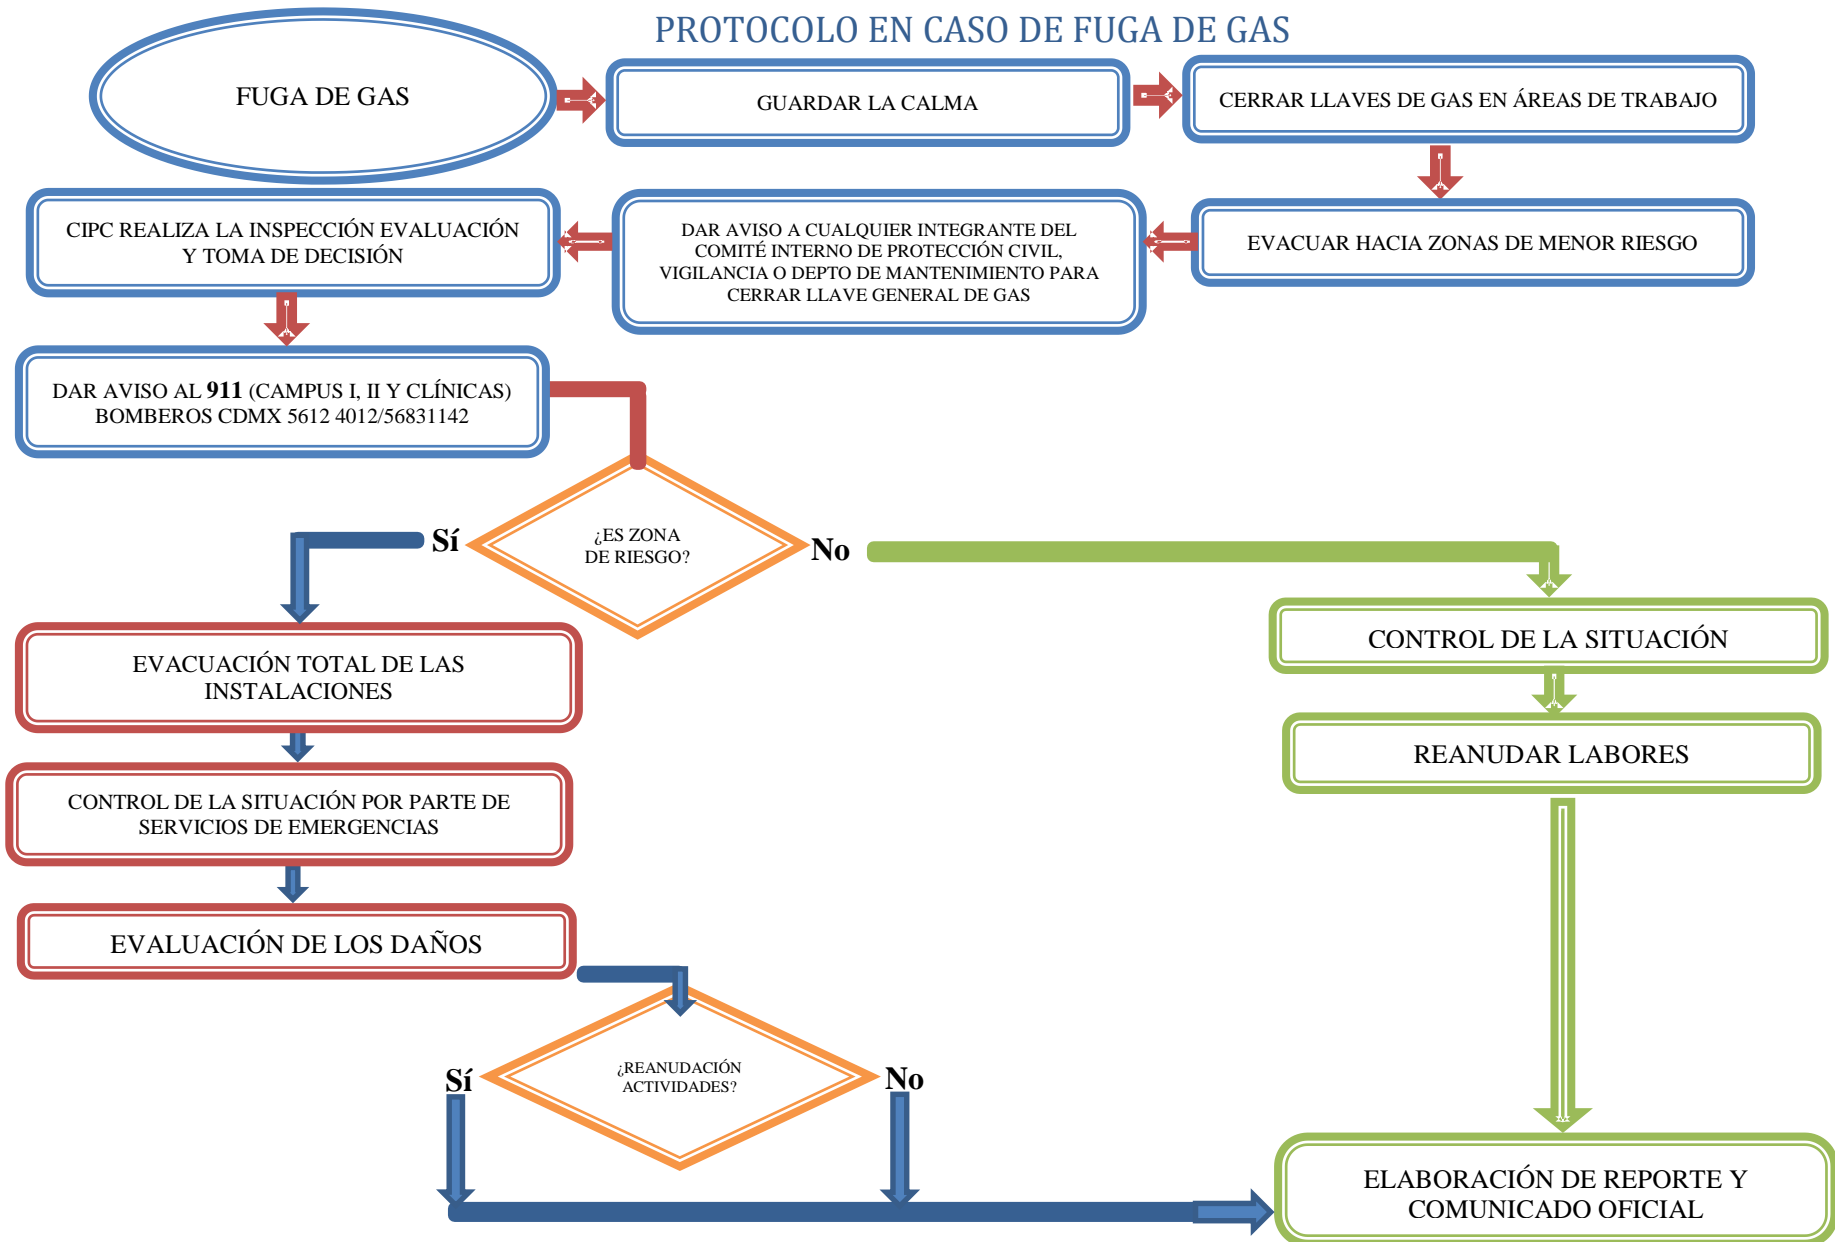 PROTOCOLO EN CASO DE FUGA DE GAS
FUGA DE GAS
GUARDAR LA CALMA
CERRAR LLAVES DE GAS EN ÁREAS DE TRABAJO
EVACUAR HACIA ZONAS DE MENOR RIESGO
DAR AVISO A CUALQUIER INTEGRANTE DEL
COMITÉ INTERNO DE PROTECCIÓN CIVIL,
VIGILANCIA O DEPTO DE MANTENIMIENTO PARA
CERRAR LLAVE GENERAL DE GAS
CIPC REALIZA LA INSPECCIÓN EVALUACIÓN
Y TOMA DE DECISIÓN
DAR AVISO AL 911 (CAMPUS I, II Y CLÍNICAS)
BOMBEROS CDMX 5612 4012/56831142
¿ES ZONA
DE RIESGO?
Sí
No
EVACUACIÓN TOTAL DE LAS
INSTALACIONES
CONTROL DE LA SITUACIÓN POR PARTE DE
SERVICIOS DE EMERGENCIAS
EVALUACIÓN DE LOS DAÑOS
¿REANUDACIÓN
ACTIVIDADES?
Sí
No
CONTROL DE LA SITUACIÓN
REANUDAR LABORES
ELABORACIÓN DE REPORTE Y
COMUNICADO OFICIAL